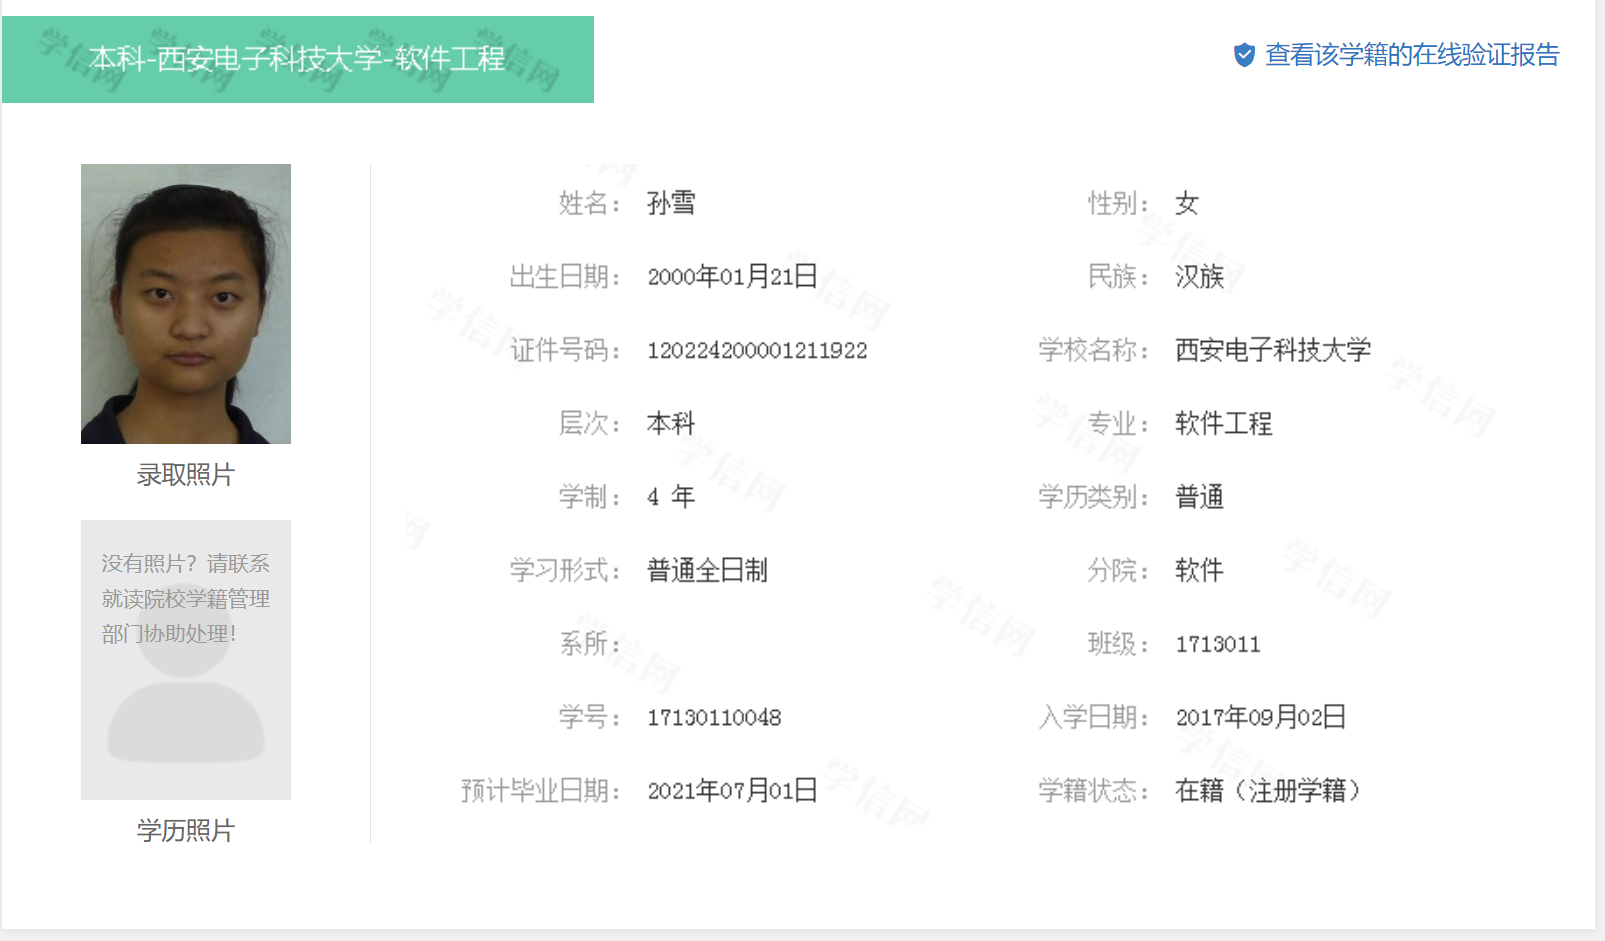 本科-西安电子科技大学-软件工程
查看该学籍的在线验证报告
姓名： 孙雪
性别： 女
出生日期： 2000年01月21日
民族： 汉族
证件号码： 120224200001211922
学校名称： 西安电子科技大学
层次： 本科
专业： 软件工程
学制： 4 年
学历类别： 普通
学习形式： 普通全日制
分院： 软件
系所：
班级： 1713011
学号： 17130110048
入学日期： 2017年09月02日
预计毕业日期： 2021年07月01日
学籍状态： 在籍（注册学籍）
录取照片
没有照片？请联系
就读院校学籍管理
部门协助处理！
学历照片
学信网